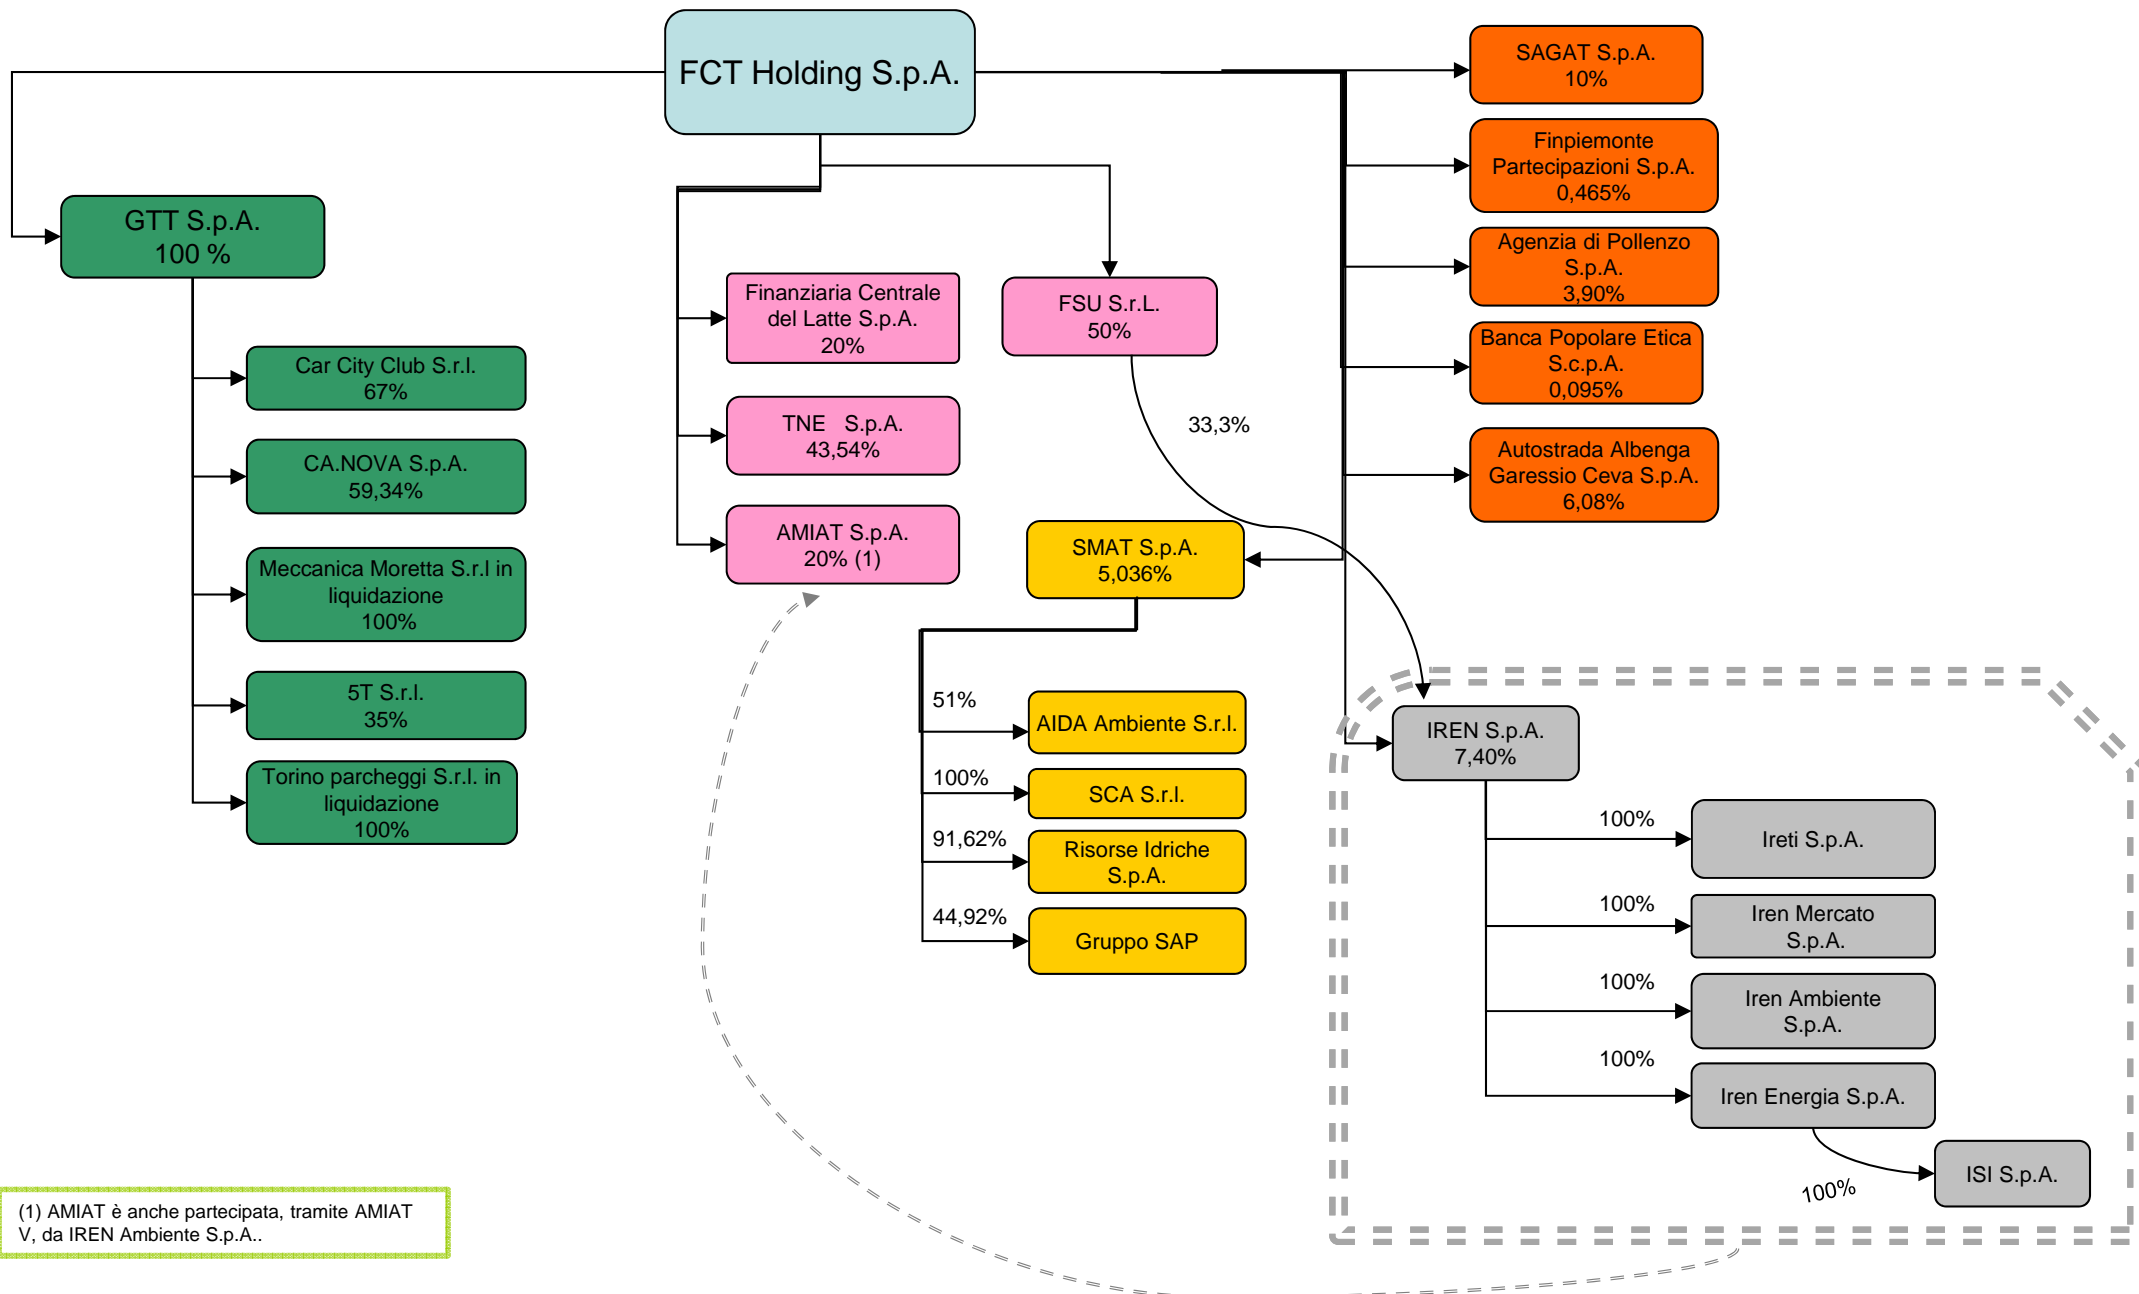 FCT Holding S.p.A.
SAGAT S.p.A.
10%
Finpiemonte
Partecipazioni S.p.A.
0,465%
Agenzia di Pollenzo
S.p.A.
3,90%
Banca Popolare Etica
S.c.p.A.
0,095%
Autostrada Albenga
Garessio Ceva S.p.A.
6,08%
GTT S.p.A.
100 %
Car City Club S.r.l.
67%
CA.NOVA S.p.A.
59,34%
Meccanica Moretta S.r.l in
liquidazione
100%
5T S.r.l.
35%
Torino parcheggi S.r.l. in
liquidazione
100%
Finanziaria Centrale
del Latte S.p.A.
20%
TNE   S.p.A.
43,54%
AMIAT S.p.A.
20% (1)
FSU S.r.L.
50%
33,3%
SMAT S.p.A.
5,036%
51%
AIDA Ambiente S.r.l.
100%
SCA S.r.l.
91,62%
Risorse Idriche
S.p.A.
44,92%
Gruppo SAP
IREN S.p.A.
7,40%
100%
Ireti S.p.A.
100%
Iren Mercato
S.p.A.
100%
Iren Ambiente
S.p.A.
100%
Iren Energia S.p.A.
100%
ISI S.p.A.
(1) AMIAT è anche partecipata, tramite AMIAT
V, da IREN Ambiente S.p.A..